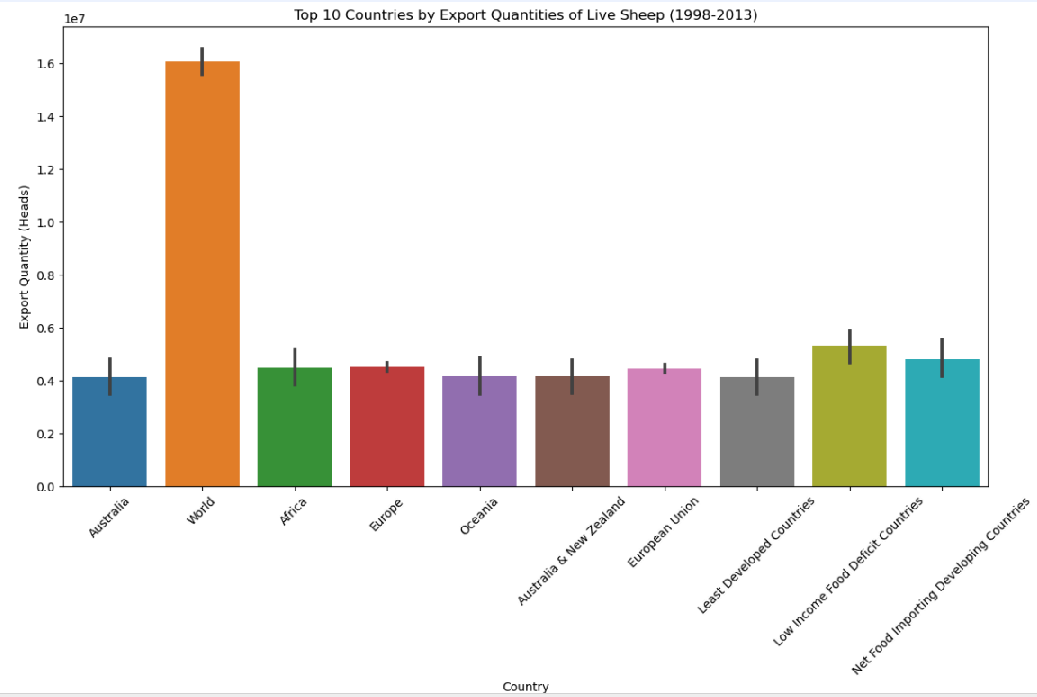 Top 10 Countries by Export Quantities of Live Sheep (1998-2013)
1e7
1.6
1.4
1.2
1.0
0.8
0.6
0.4
0.2
0.0
Export Quantity (Heads)
Australia
World
Africa
Europe
Oceania
Australia & New Zealand
European Union
Least Developed Countries
Low Income Food Deficit Countries
Net Food Importing Developing Countries
Country